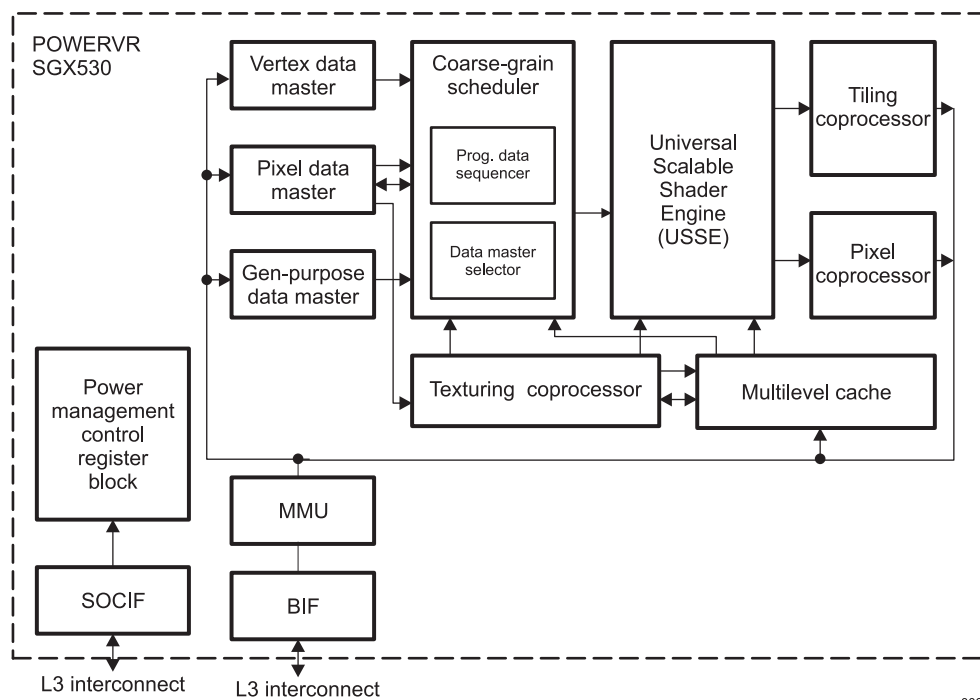 POWERVR
SGX530
Vertex data
master
Coarse-grain
scheduler
Tiling
coprocessor
Pixel data
master
Prog. data
sequencer
Universal
Scalable
Shader
Engine
(USSE)
Gen-purpose
data master
Data master
selector
Pixel
coprocessor
Power
management
control
register
block
Texturing coprocessor
Multilevel cache
MMU
SOCIF
BIF
L3 interconnect
L3 interconnect